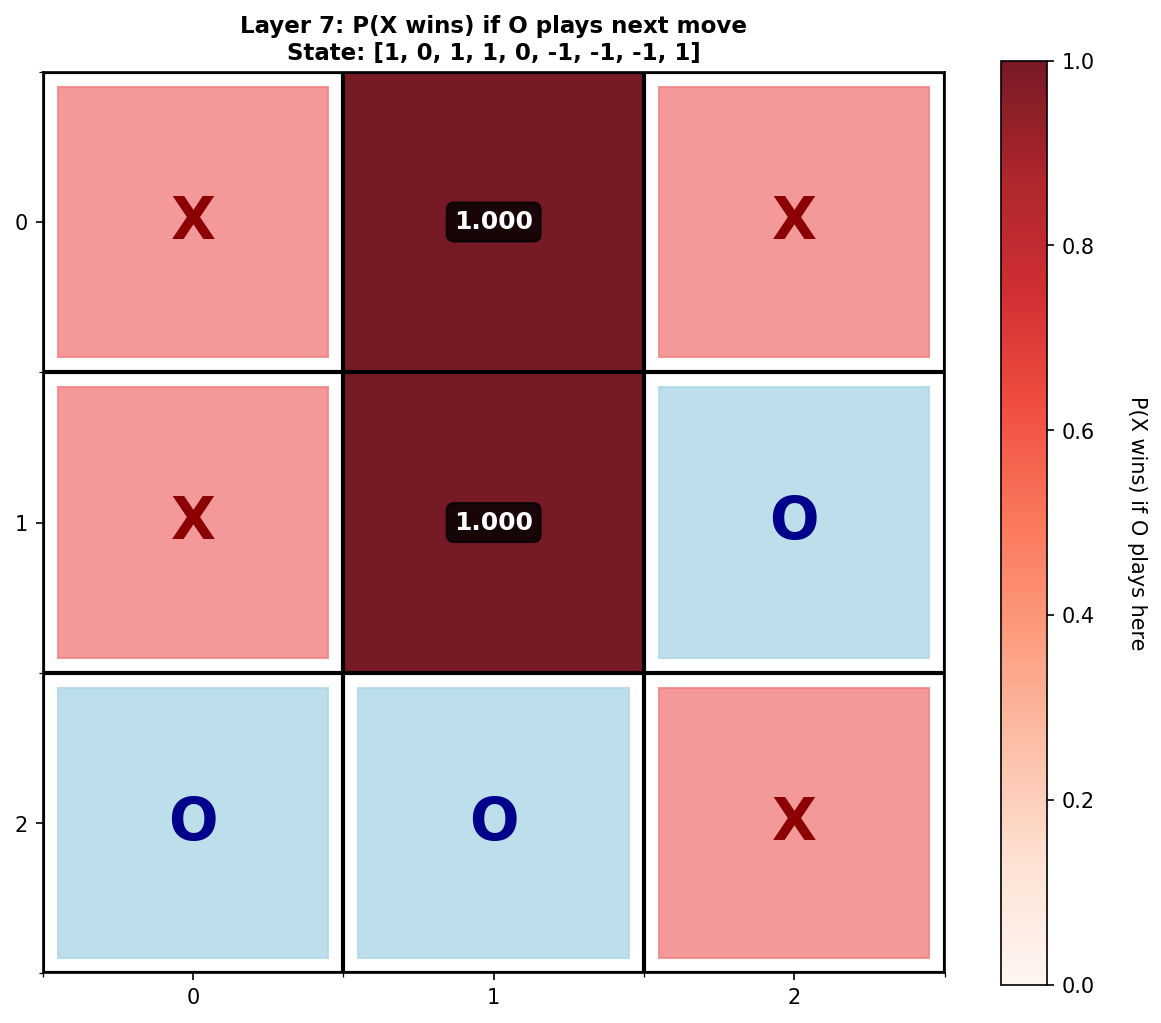 Layer 7: P(X wins) if O plays next move
State: [1, 0, 1, 1, 0, -1, -1, -1, 1]
X 1.000 X
X 1.000 O
O O X
0
1
2
0 1 2
1.0
0.8
0.6
0.4
0.2
0.0
P(X wins) if O plays here